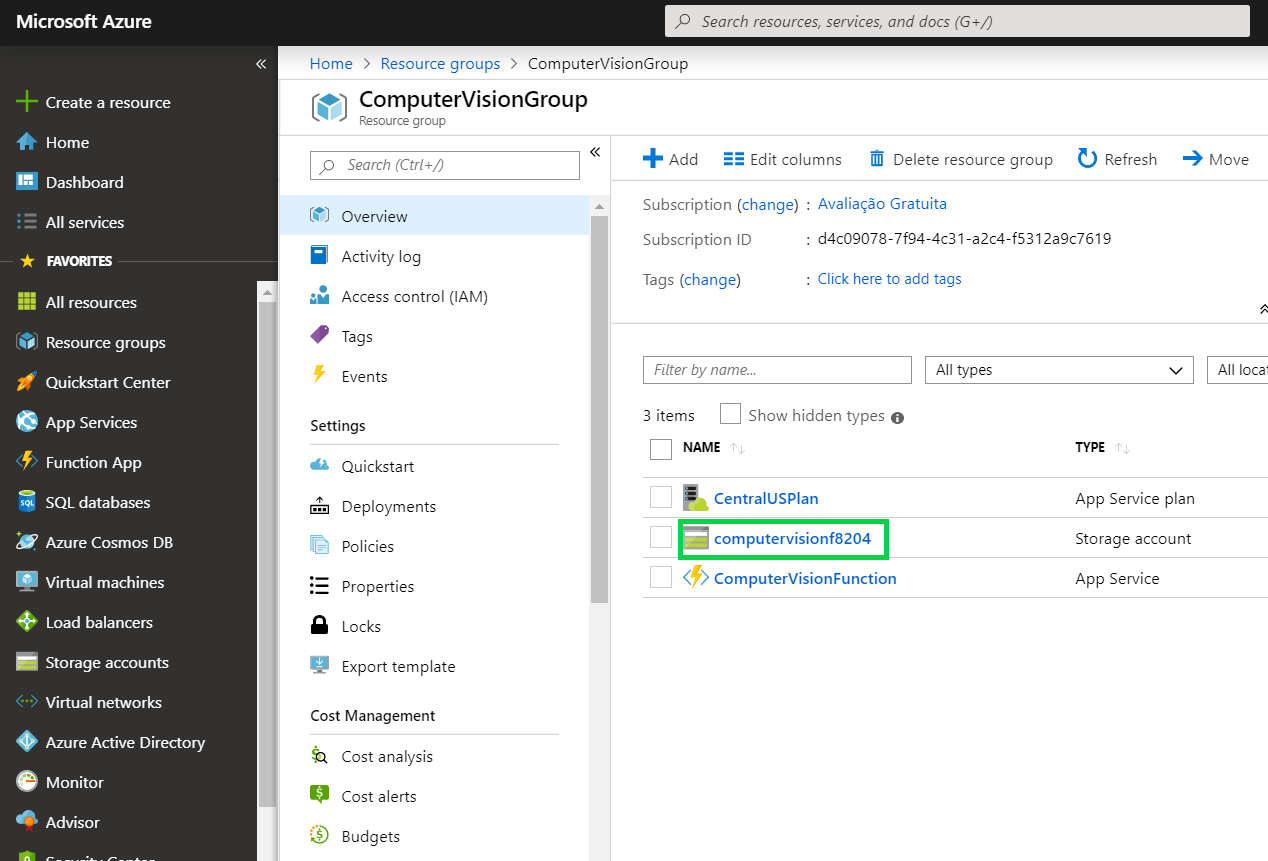 Microsoft Azure
Search resources, services, and docs (G+/)
Create a resource
Home
Dashboard
All services
FAVORITES
All resources
Resource groups
Quickstart Center
App Services
Function App
SQL databases
Azure Cosmos DB
Virtual machines
Load balancers
Storage accounts
Virtual networks
Azure Active Directory
Monitor
Advisor
Security Center
Home > Resource groups > ComputerVisionGroup
ComputerVisionGroup
Resource group
Search (Ctrl+/)
Overview
Activity log
Access control (IAM)
Tags
Events
Settings
Quickstart
Deployments
Policies
Properties
Locks
Export template
Cost Management
Cost analysis
Cost alerts
Budgets
Add Edit columns Delete resource group Refresh Move
Subscription (change) : Avaliação Gratuita
Subscription ID : d4c09078-7f94-4c31-a2c4-f5312a9c7619
Tags (change) : Click here to add tags
Filter by name... All types All loca
3 items Show hidden types
NAME TYPE
CentralUSPlan App Service plan
computervisionf8204 Storage account
ComputerVisionFunction App Service